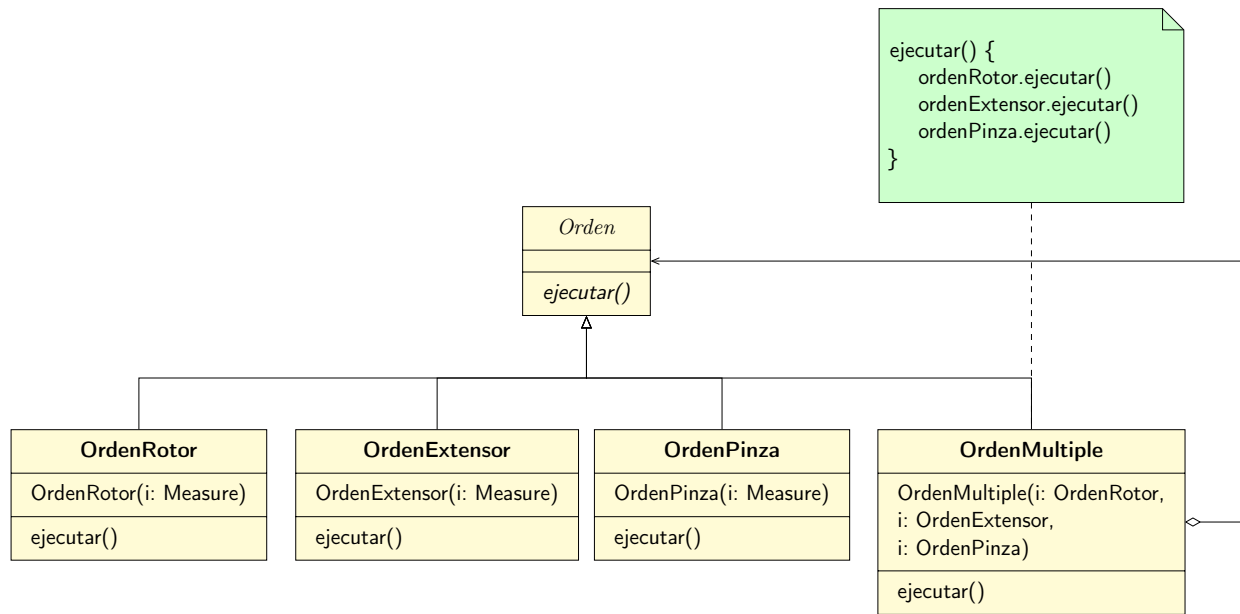 ejecutar() {
ordenRotor.ejecutar()
ordenExtensor.ejecutar()
ordenPinza.ejecutar()
}
Orden
ejecutar()
OrdenRotor
OrdenRotor(i: Measure)
ejecutar()
OrdenExtensor
OrdenExtensor(i: Measure)
ejecutar()
OrdenPinza
OrdenPinza(i: Measure)
ejecutar()
OrdenMultiple
OrdenMultiple(i: OrdenRotor,
i: OrdenExtensor,
i: OrdenPinza)
ejecutar()